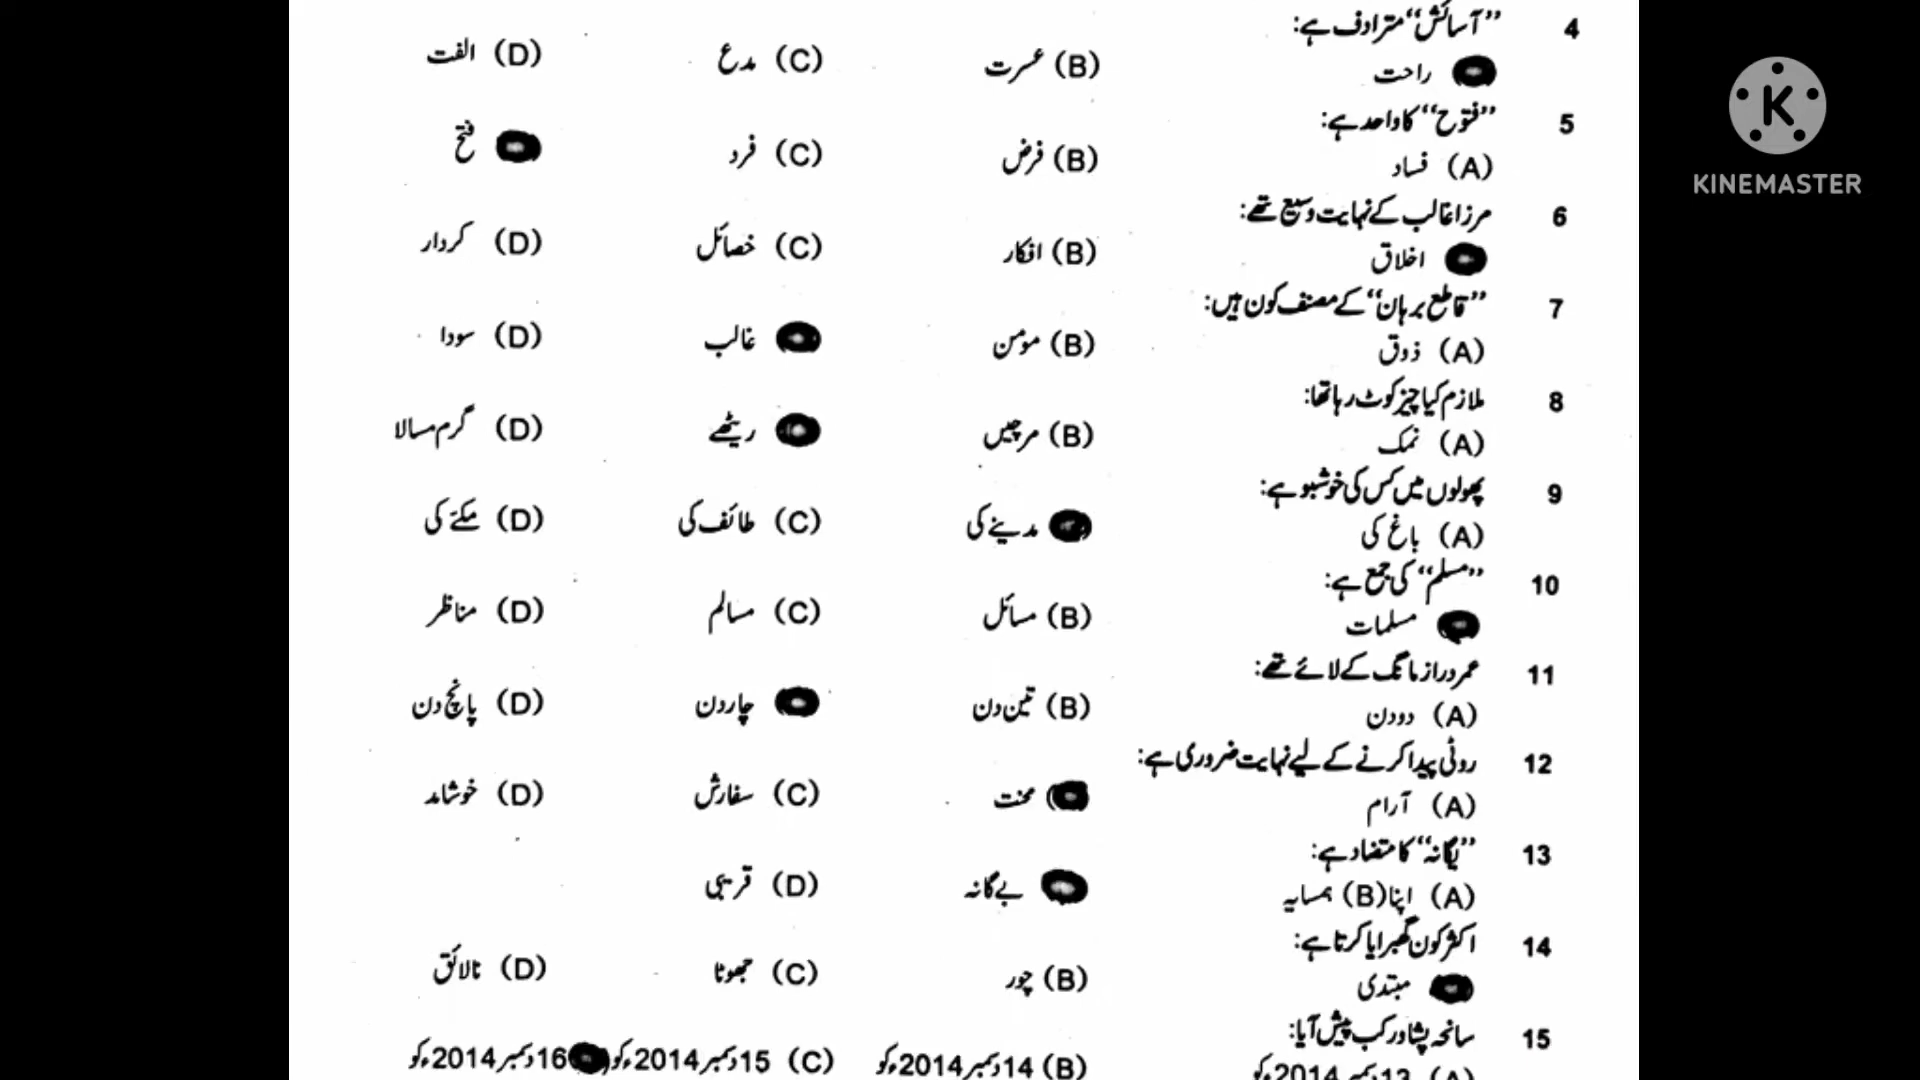 4 ”آسائش“ مترادف ہے:
راحت (B) عسرت (C) مدع (D) الفت
5 ”فتوح“ کا واحد ہے:
(A) فساد (B) فرض (C) فرد فتح
6 مرزا غالب کے نہایت وسیع تھے:
اخلاق (B) افکار (C) خصائل (D) کردار
7 ”قاطع برہان“ کے مصنف کون ہیں:
(A) ذوق (B) مومن غالب (D) سودا
8 ملازم کیا چیز کوٹ رہا تھا:
(A) نمک (B) مرچیں ریٹھے (D) گرم مسالا
9 پھولوں میں کس کی خوشبو ہے:
(A) باغ کی مدینے کی (C) طائف کی (D) مکے کی
10 ”مسلم“ کی جمع ہے:
مسلمات (B) مسائل (C) مسالم (D) مناظر
11 عمر دراز مانگ کے لائے تھے:
(A) دو دن (B) تین دن چار دن (D) پانچ دن
12 روٹی پیدا کرنے کے لیے نہایت ضروری ہے:
(A) آرام محنت (C) سفارش (D) خوشامد
13 ”یگانہ“ کا متضاد ہے:
(A) اپنا (B) ہمسایہ بے گانہ (D) قریبی
14 اکثر کون گھبرایا کرتا ہے:
مبتدی (B) چور (C) جھوٹا (D) نالائق
15 سانحہ پشاور کب پیش آیا:
(A) 13 دسمبر 2014ء کو (B) 14 دسمبر 2014ء کو (C) 15 دسمبر 2014ء کو 16 دسمبر 2014ء کو
K
KINEMASTER